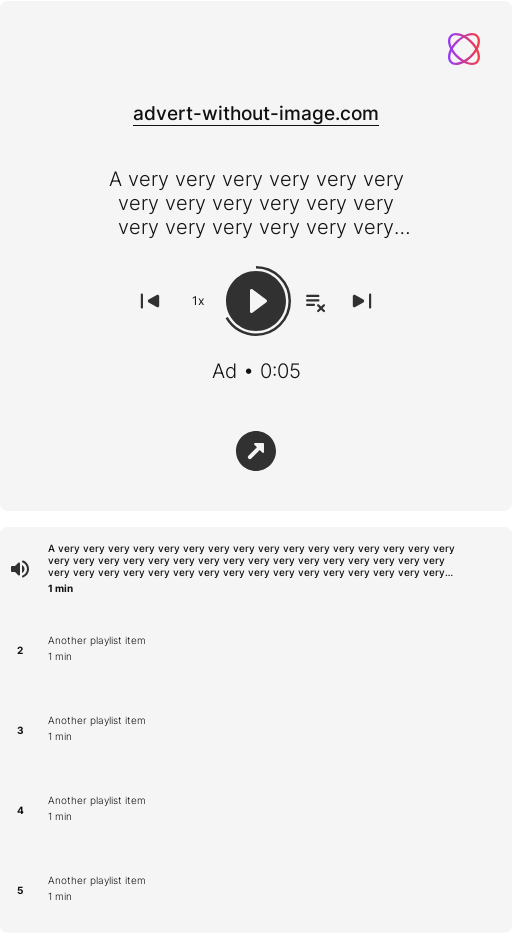 advert-without-image.com
A very very very very very very
very very very very very very
very very very very very very...
1x
Ad • 0:05
A very very very very very very very very very very very very very very very very
very very very very very very very very very very very very very very very very
very very very very very very very very very very very very very very very very...
1 min
2
Another playlist item
1 min
3
Another playlist item
1 min
4
Another playlist item
1 min
5
Another playlist item
1 min